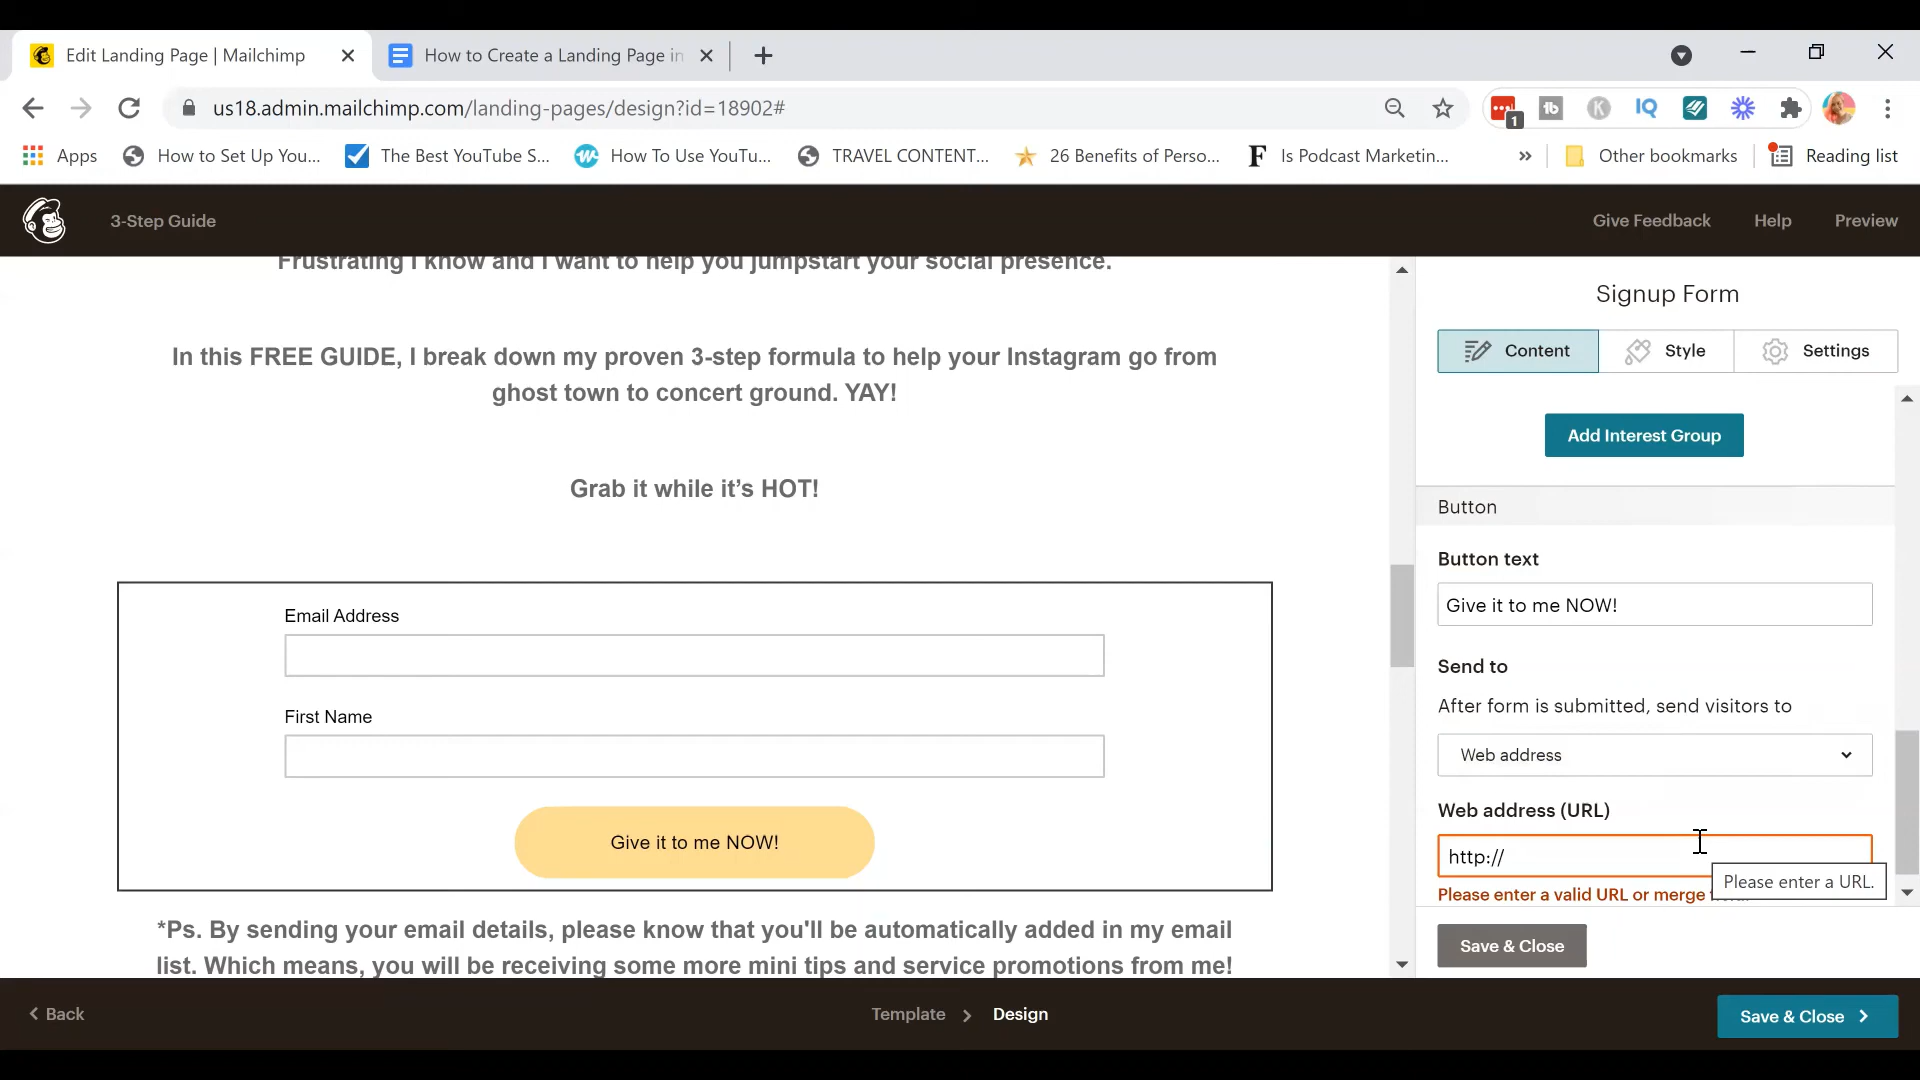 Edit Landing Page | Mailchimp
How to Create a Landing Page in
us18.admin.mailchimp.com/landing-pages/design?id=18902#
1
tb
K
IQ
Apps
How to Set Up You...
The Best YouTube S...
How To Use YouTu...
TRAVEL CONTENT...
26 Benefits of Perso...
F
Is Podcast Marketin...
»
Other bookmarks
Reading list
3-Step Guide
Give Feedback
Help
Preview
Frustrating I know and I want to help you jumpstart your social presence.
In this FREE GUIDE, I break down my proven 3-step formula to help your Instagram go from
ghost town to concert ground. YAY!
Grab it while it's HOT!
Email Address
First Name
Give it to me NOW!
*Ps. By sending your email details, please know that you'll be automatically added in my email
list. Which means, you will be receiving some more mini tips and service promotions from me!
Signup Form
Content
Style
Settings
Add Interest Group
Button
Button text
Give it to me NOW!
Send to
After form is submitted, send visitors to
Web address
Web address (URL)
http://
Please enter a URL.
Please enter a valid URL or merge
Save & Close
Back
Template
Design
Save & Close